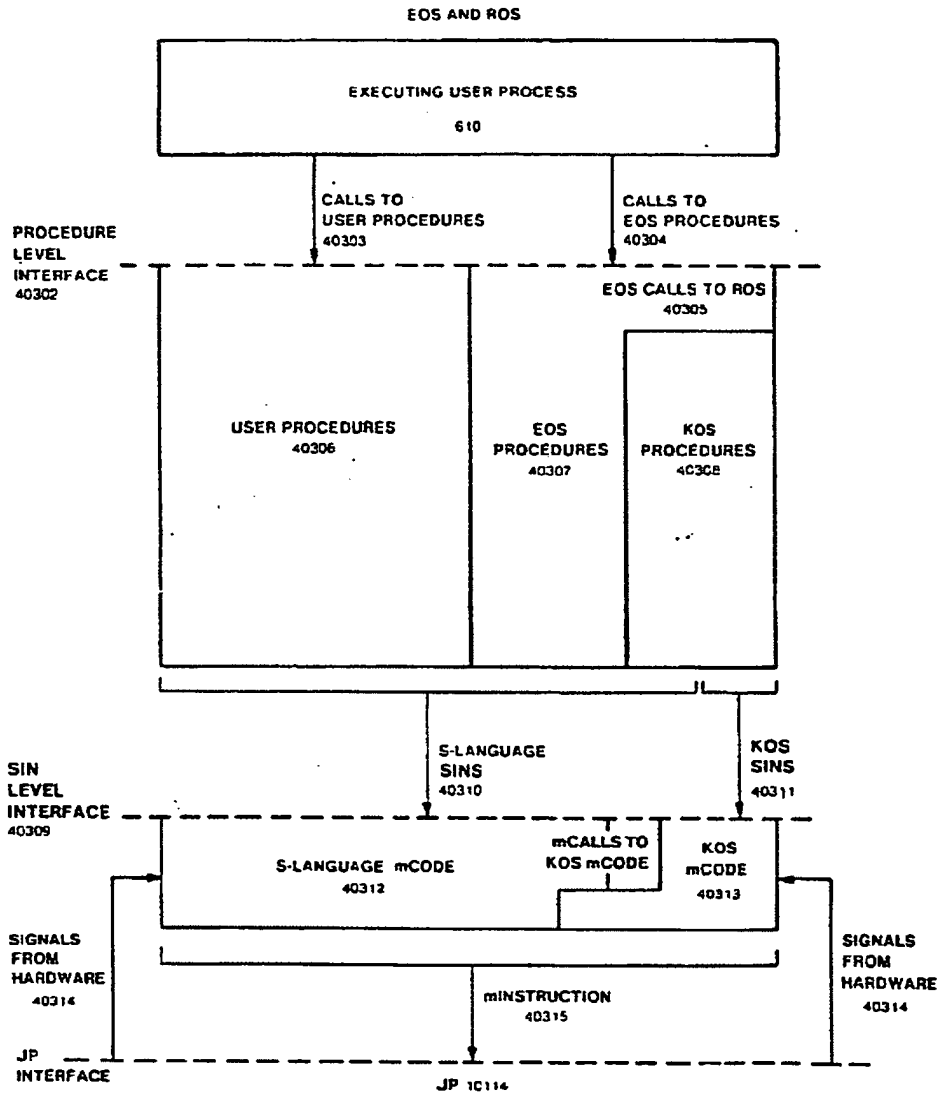 EOS AND ROS
EXECUTING USER PROCESS
610
CALLS TO
USER PROCEDURES
40303
CALLS TO
EOS PROCEDURES
40304
PROCEDURE
LEVEL
INTERFACE
40302
EOS CALLS TO ROS
40305
USER PROCEDURES
40306
EOS
PROCEDURES
40307
KOS
PROCEDURES
40308
S-LANGUAGE
SINS
40310
KOS
SINS
40311
SIN
LEVEL
INTERFACE
40309
S-LANGUAGE mCODE
40312
mCALLS TO
KOS mCODE
KOS
mCODE
40313
SIGNALS
FROM
HARDWARE
40314
mINSTRUCTION
40315
SIGNALS
FROM
HARDWARE
40314
JP
INTERFACE
JP 10114